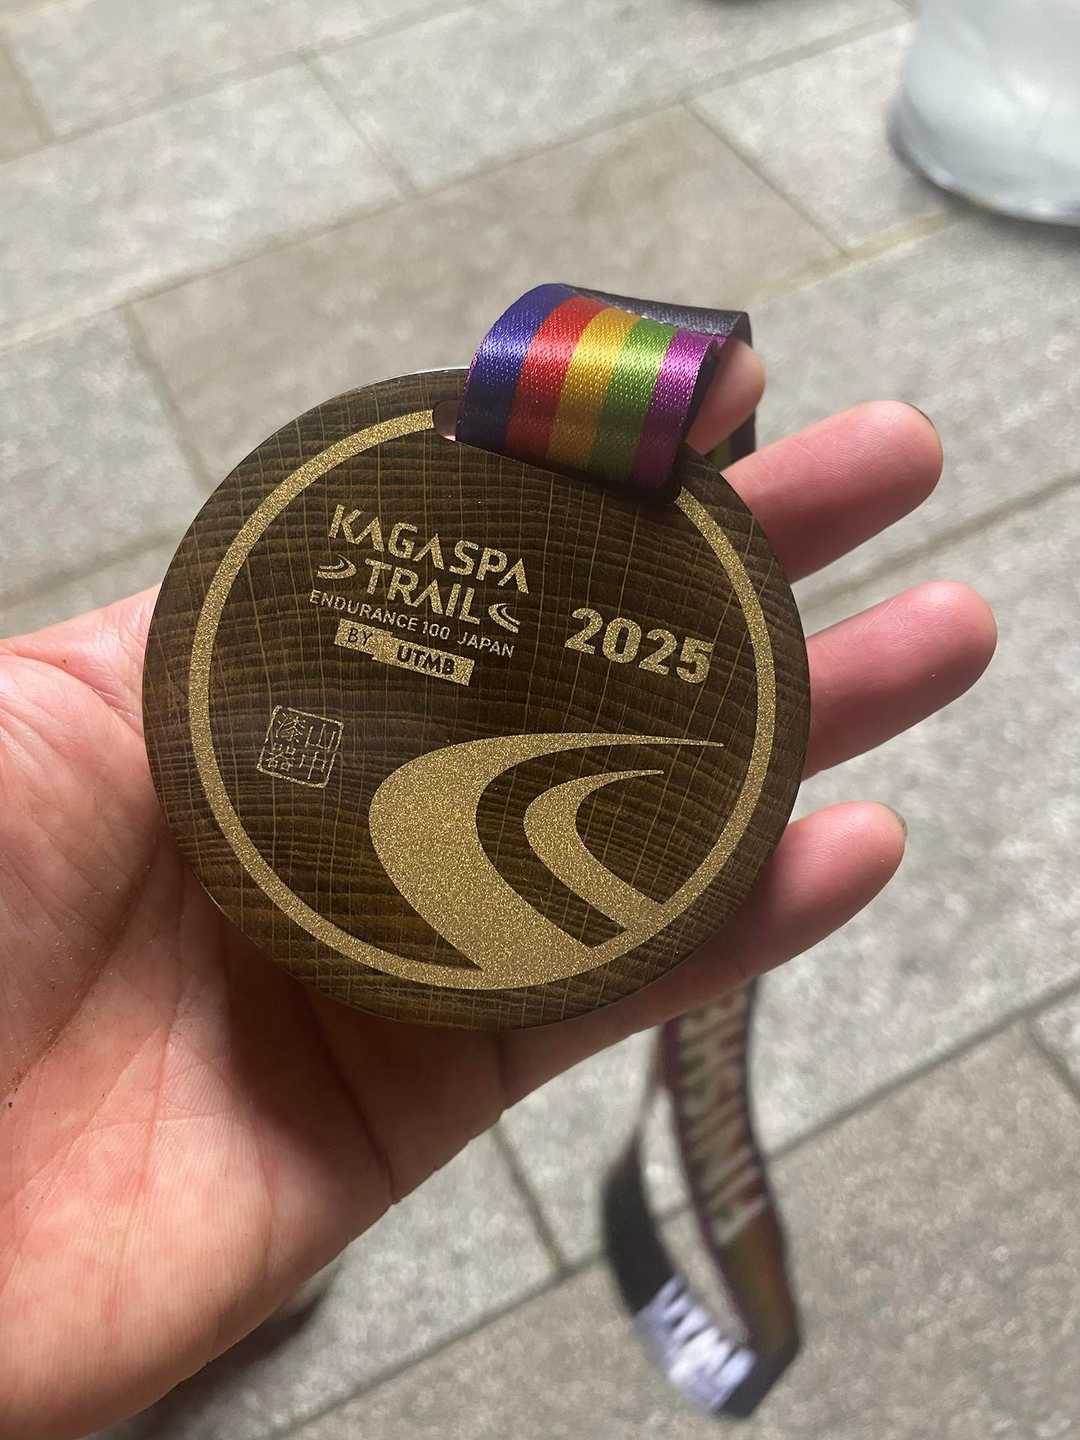 KAGASPA
TRAIL
ENDURANCE 100 JAPAN
BY UTMB
2025
山中
漆器